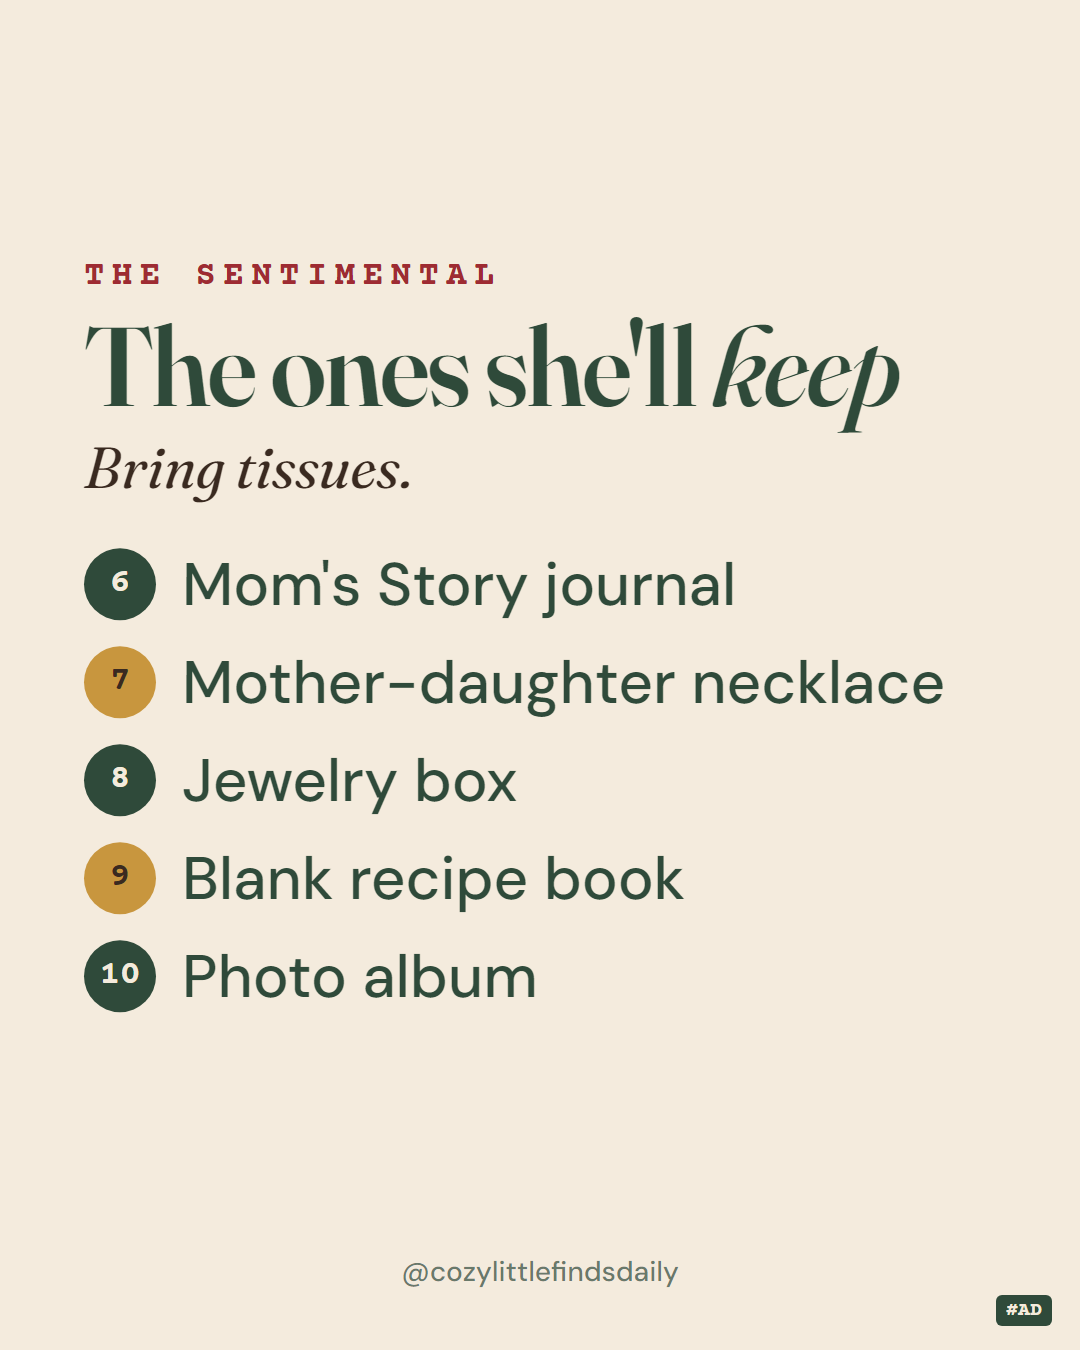 THE SENTIMENTAL
The ones she'll keep
Bring tissues.
6 Mom's Story journal
7 Mother-daughter necklace
8 Jewelry box
9 Blank recipe book
10 Photo album
@cozylittlefindsdaily
#AD